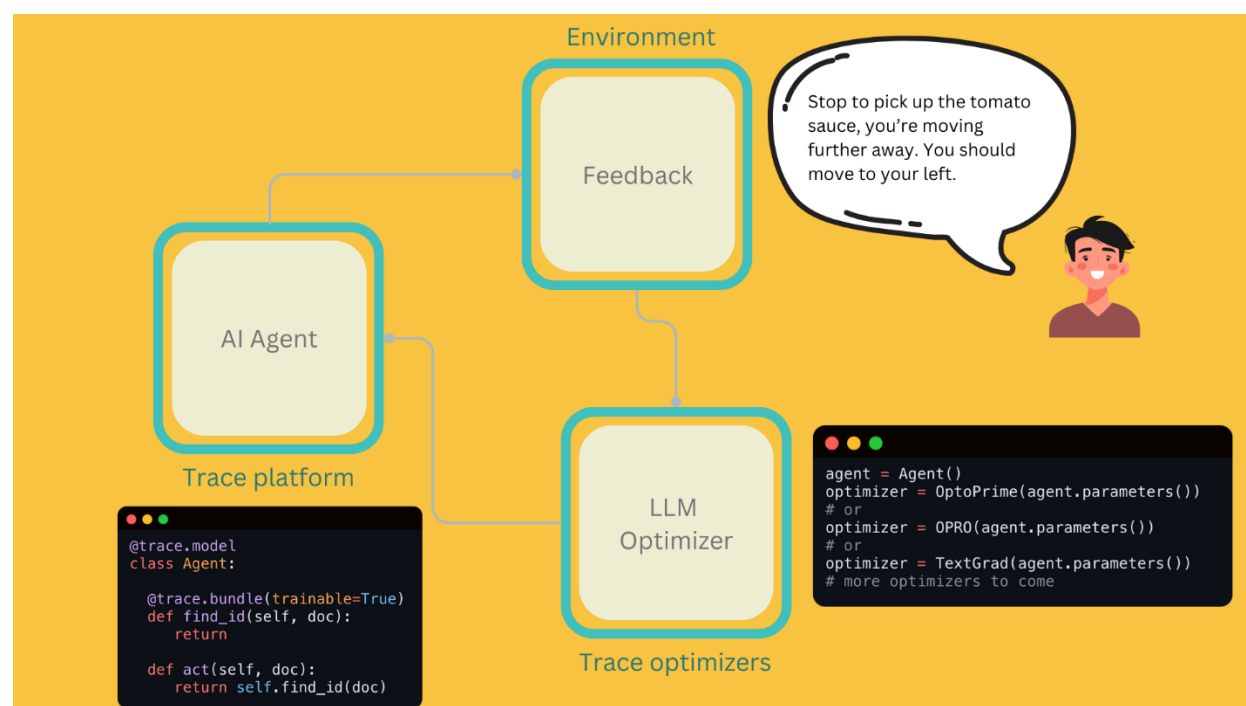 Environment
Feedback
Stop to pick up the tomato
sauce, you're moving
further away. You should
move to your left.
AI Agent
Trace platform
@trace.model
class Agent:
@trace.bundle(trainable=True)
def find_id(self, doc):
return
def act(self, doc):
return self.find_id(doc)
LLM
Optimizer
Trace optimizers
agent = Agent()
optimizer = OptoPrime(agent.parameters())
# or
optimizer = OPRO(agent.parameters())
# or
optimizer = TextGrad(agent.parameters())
# more optimizers to come